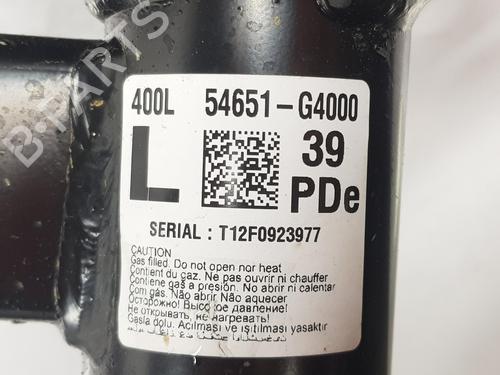 400L 54651-G4000
L 39
PDe
SERIAL : T12F0923977
CAUTION
Gas filled. Do not open nor heat
Contient du gaz. Ne pas ouvrir ni chauffer
Contiene gas a presión. No abrir ni calentar
Com gás. Não abrir Não aquecer
Осторожно! Высокое давление!
Не открывать, не нагревать!
Gasla dolu. Acılması ve ısıtılması yasaktır
B-PARTS